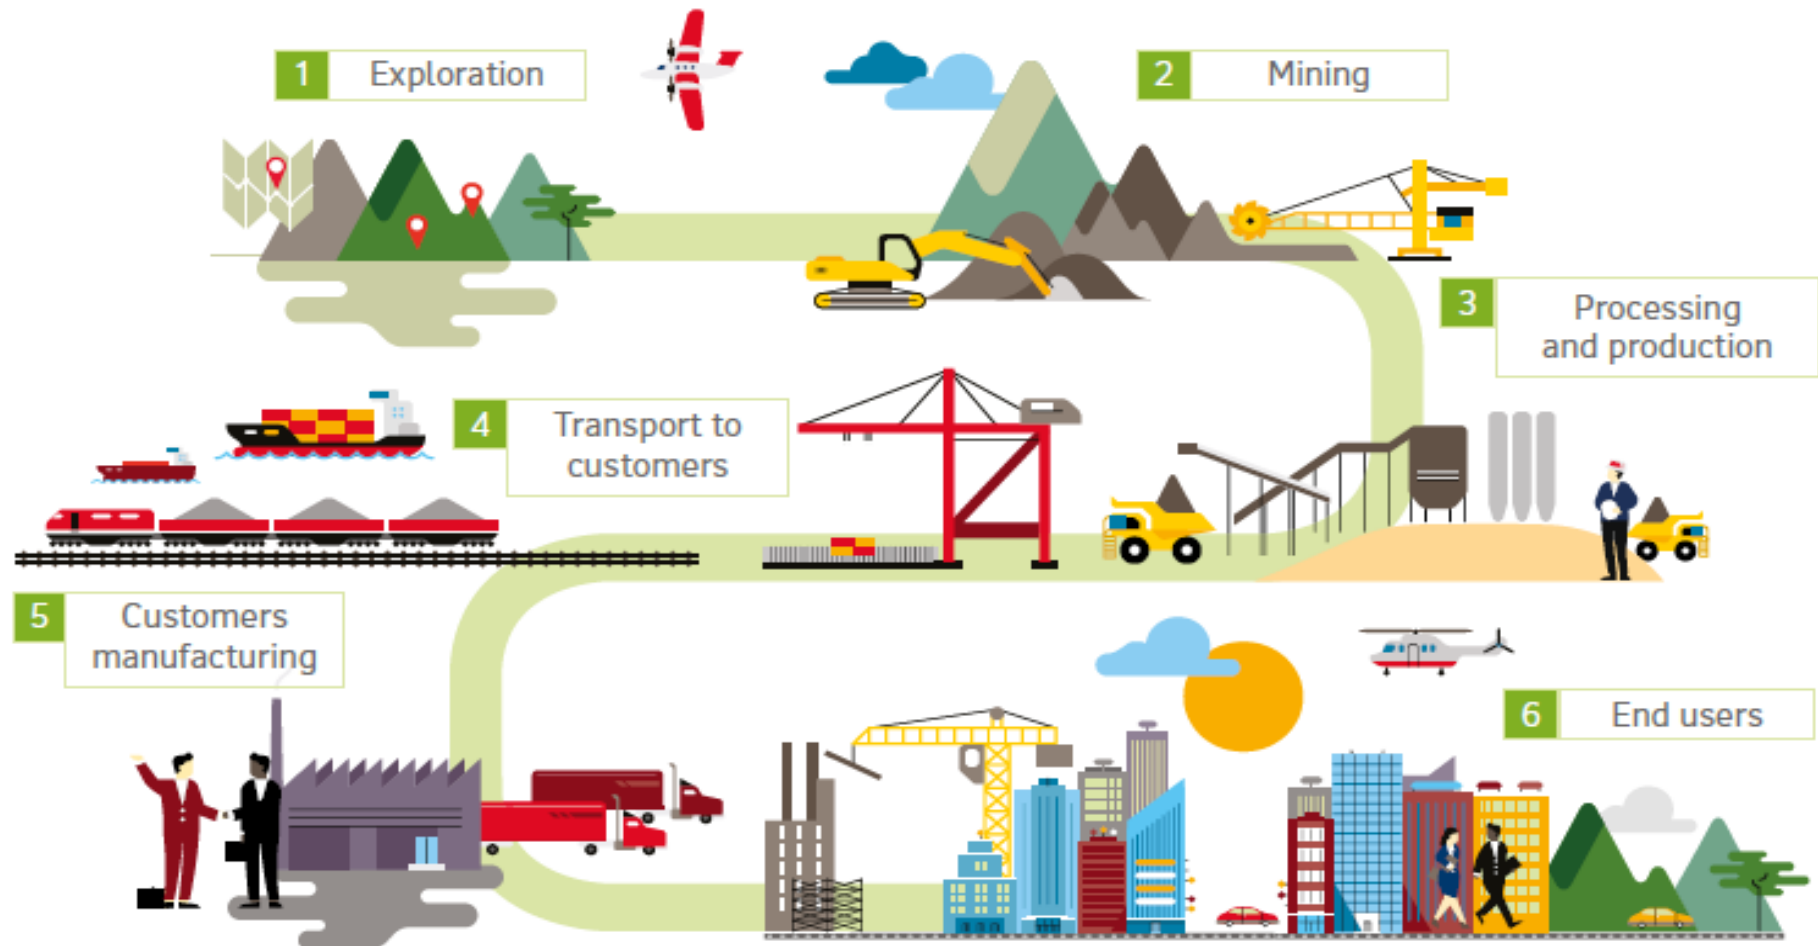 1 Exploration
2 Mining
3 Processing
and production
4 Transport to
customers
5 Customers
manufacturing
6 End users